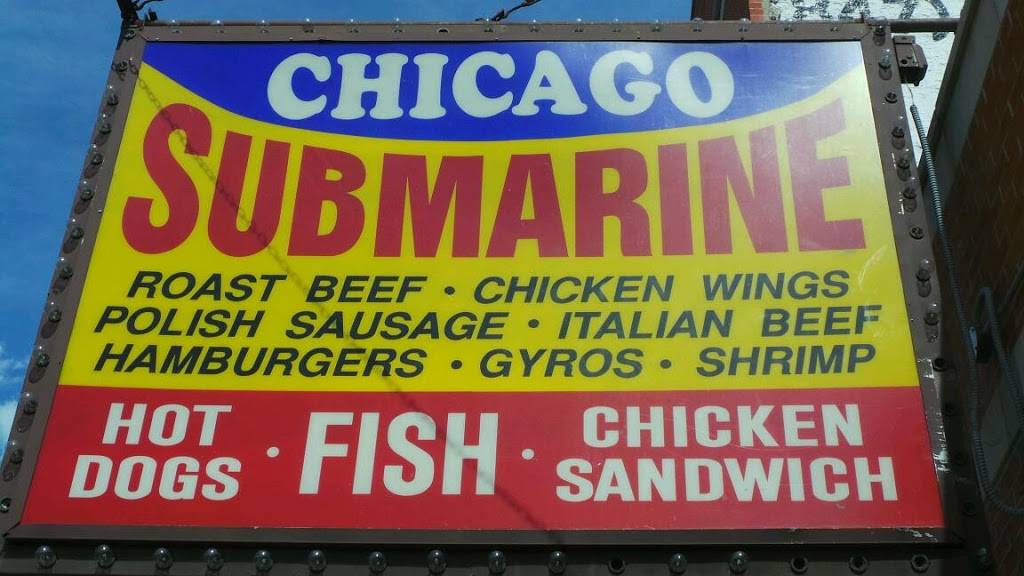 CHICAGO
SUBMARINE
ROAST BEEF • CHICKEN WINGS
POLISH SAUSAGE • ITALIAN BEEF
HAMBURGERS • GYROS • SHRIMP
HOT DOGS • FISH • CHICKEN SANDWICH